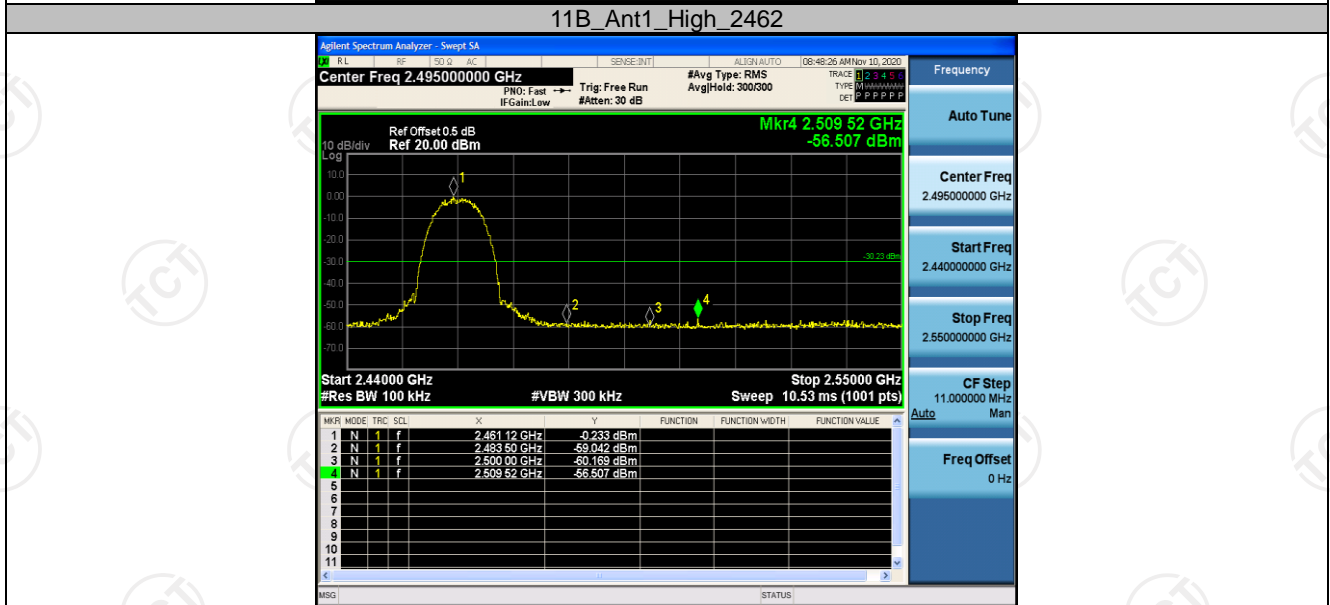 11B_Ant1_High_2462
Agilent Spectrum Analyzer - Swept SA
RL RF 50 Ω AC SENSE:INT ALIGN AUTO 08:48:26 AM Nov 10, 2020
Center Freq 2.495000000 GHz
PNO: Fast
IFGain:Low
Trig: Free Run
#Atten: 30 dB
#Avg Type: RMS
Avg|Hold: 300/300
TRACE 1 2 3 4 5 6
TYPE M
DET P P P P P P
Mkr4 2.509 52 GHz
-56.507 dBm
Ref Offset 0.5 dB
10 dB/div Ref 20.00 dBm
Log
10.0
0.00
-10.0
-20.0
-30.0
-40.0
-50.0
-60.0
-70.0
1
2
3
4
-30.23 dBm
Start 2.44000 GHz Stop 2.55000 GHz
#Res BW 100 kHz #VBW 300 kHz Sweep 10.53 ms (1001 pts)
MKR MODE TRC SCL X Y FUNCTION FUNCTION WIDTH FUNCTION VALUE
1 N 1 f 2.461 12 GHz -0.233 dBm
2 N 1 f 2.483 50 GHz -59.042 dBm
3 N 1 f 2.500 00 GHz -60.169 dBm
4 N 1 f 2.509 52 GHz -56.507 dBm
5
6
7
8
9
10
11
MSG STATUS
Frequency
Auto Tune
Center Freq
2.495000000 GHz
Start Freq
2.440000000 GHz
Stop Freq
2.550000000 GHz
CF Step
11.000000 MHz
Auto Man
Freq Offset
0 Hz
TCT
TCT